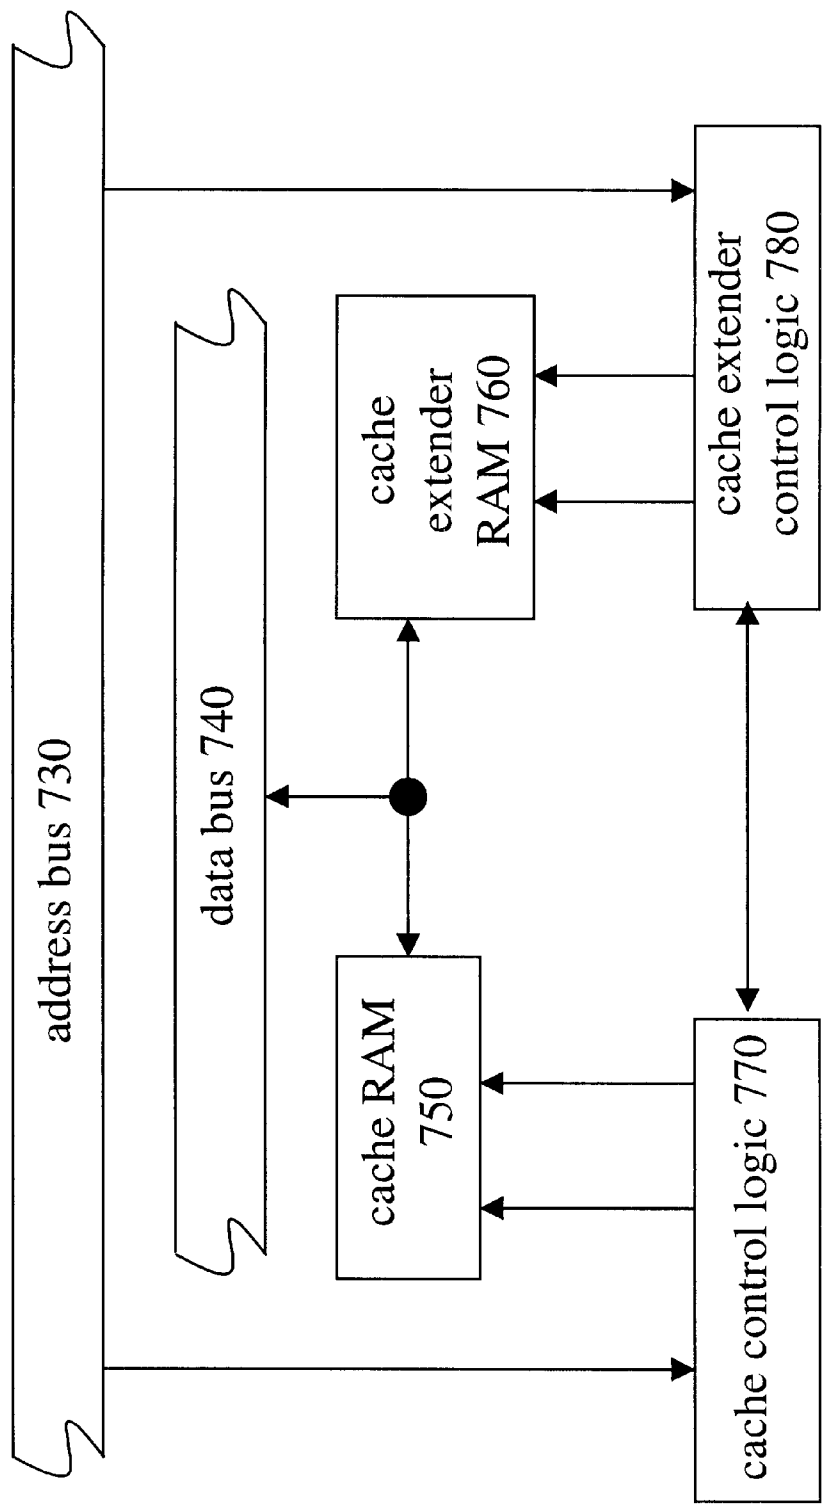 address bus 730
data bus 740
cache RAM
750
cache
extender
RAM 760
cache control logic 770
cache extender
control logic 780